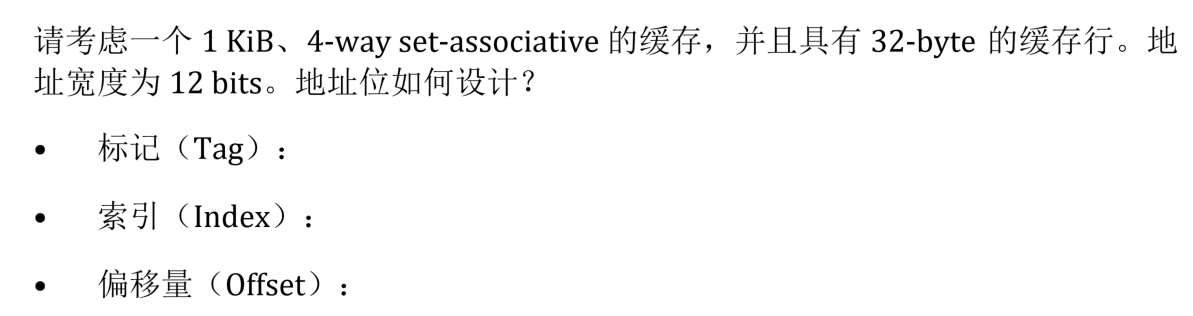 请考虑一个 1 KiB、4-way set-associative 的缓存，并且具有 32-byte 的缓存行。地
址宽度为 12 bits。地址位如何设计？
• 标记（Tag）：
• 索引（Index）：
• 偏移量（Offset）：